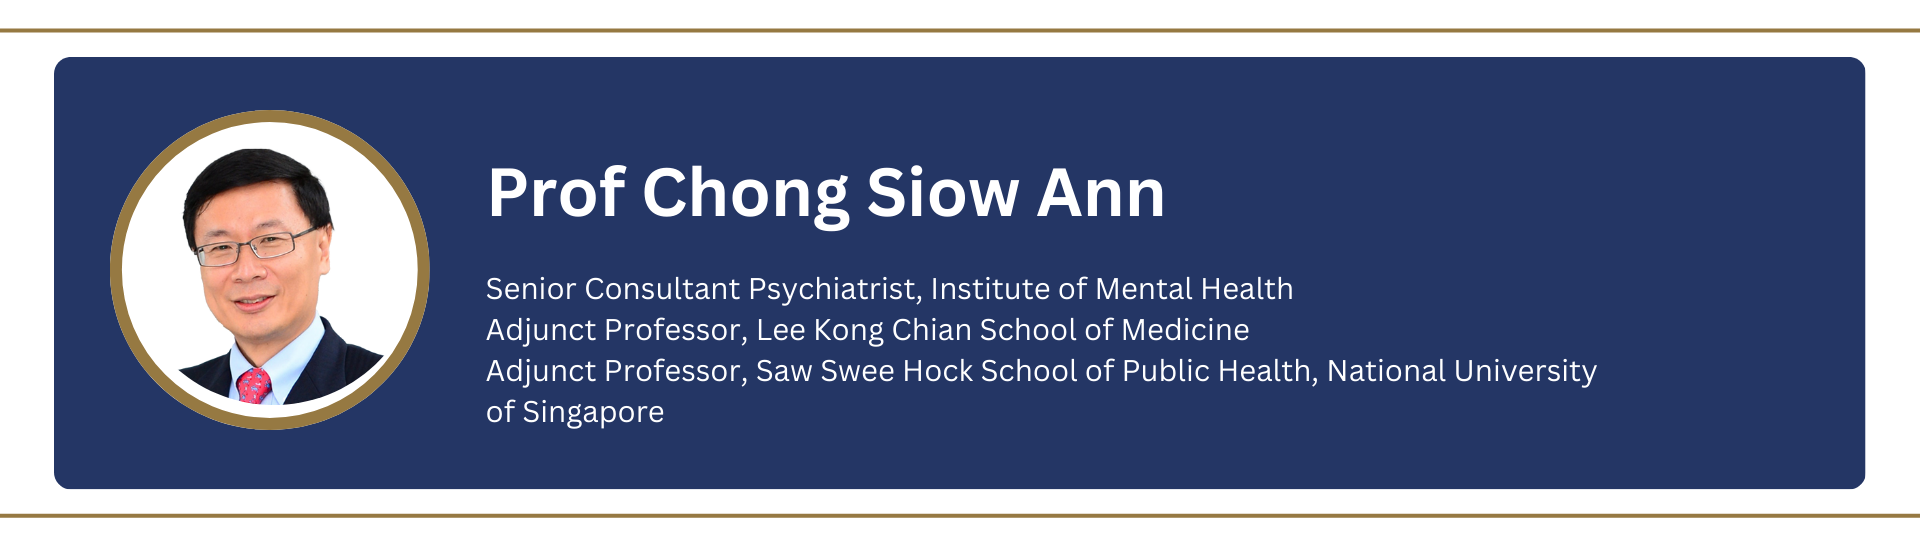 Prof Chong Siow Ann
Senior Consultant Psychiatrist, Institute of Mental Health
Adjunct Professor, Lee Kong Chian School of Medicine
Adjunct Professor, Saw Swee Hock School of Public Health, National University
of Singapore